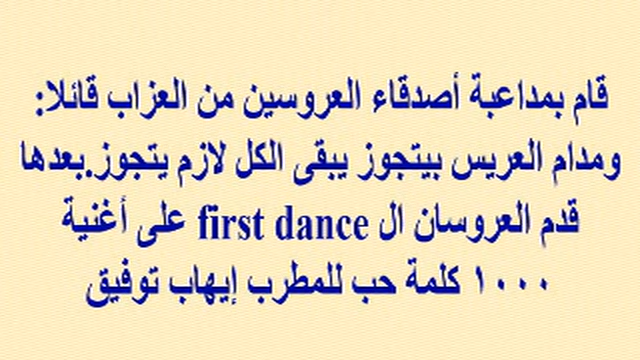 قام بمداعبة أصدقاء العروسين من العزاب قائلا:
ومدام العريس بيتجوز يبقى الكل لازم يتجوز.بعدها
قدم العروسان ال first dance على أغنية
١٠٠٠ كلمة حب للمطرب إيهاب توفيق